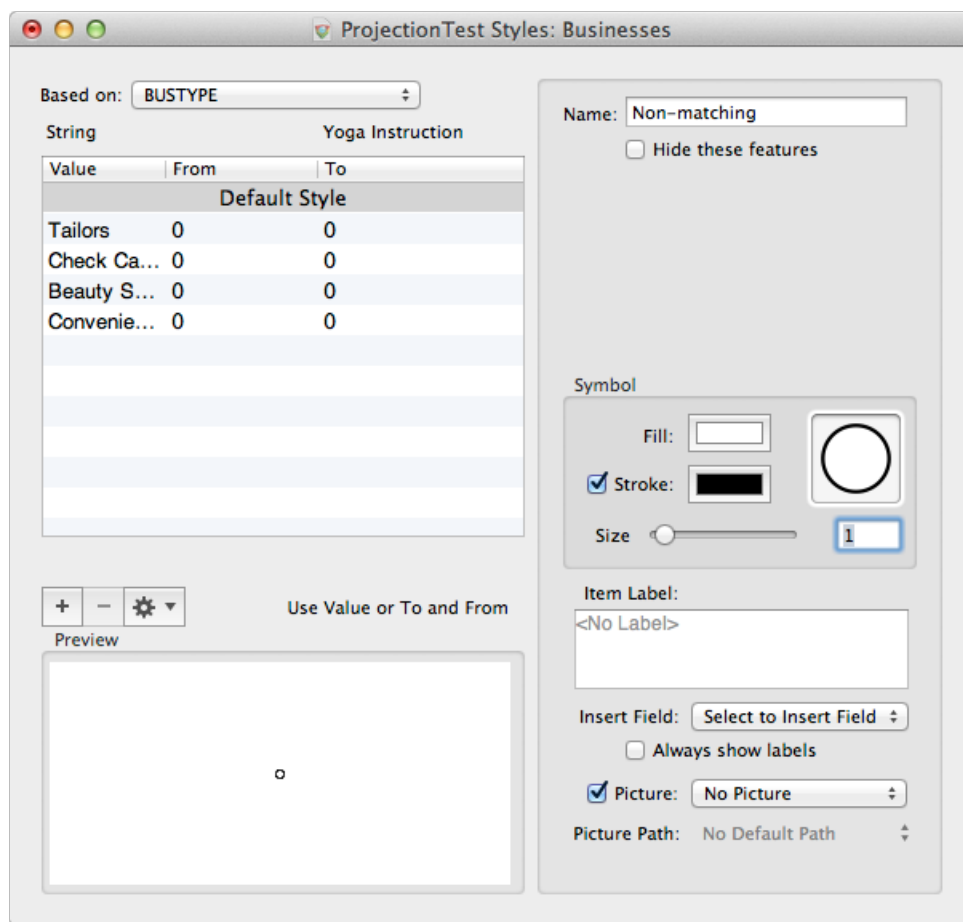 ProjectionTest Styles: Businesses
Based on: BUSTYPE
String Yoga Instruction
Value From To
Default Style
Tailors 0 0
Check Ca... 0 0
Beauty S... 0 0
Convenie... 0 0
+ − Use Value or To and From
Preview
Name: Non-matching
Hide these features
Symbol
Fill:
Stroke:
Size 1
Item Label:
<No Label>
Insert Field: Select to Insert Field
Always show labels
Picture: No Picture
Picture Path: No Default Path